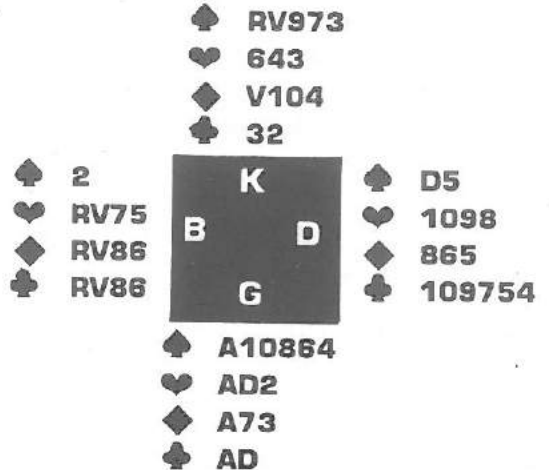 ♠ RV973
♥ 643
♦ V104
♣ 32
♠ 2
♥ RV75
♦ RV86
♣ RV86
K
B D
G
♠ D5
♥ 1098
♦ 865
♣ 109754
♠ A10864
♥ AD2
♦ A73
♣ AD